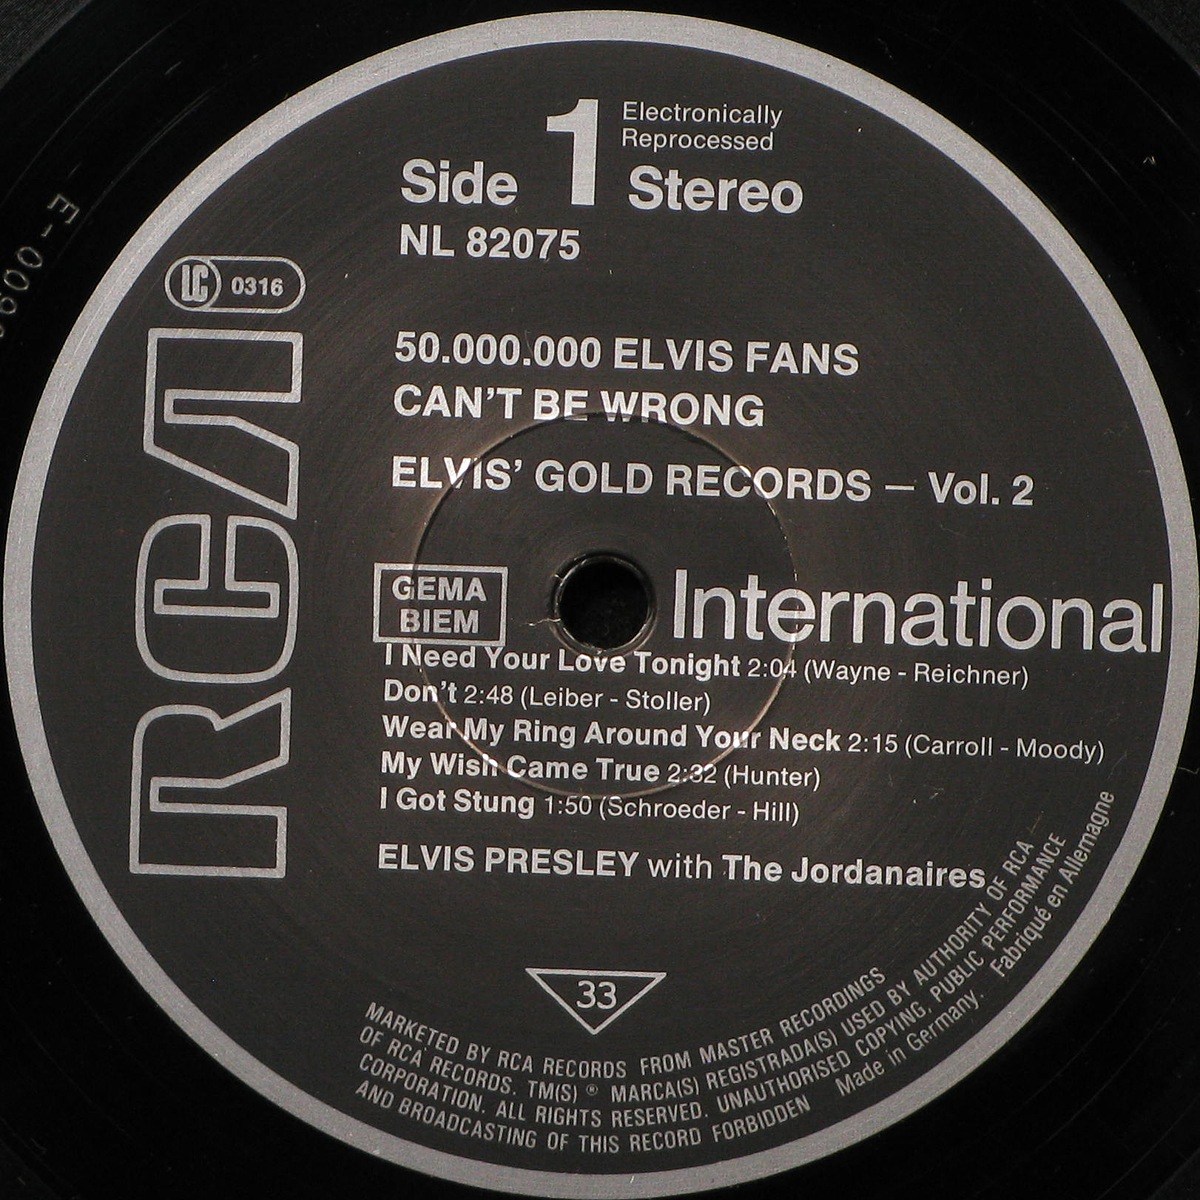 Electronically
Reprocessed
Side 1 Stereo
NL 82075
LC 0316
RCA
50.000.000 ELVIS FANS
CAN'T BE WRONG
ELVIS' GOLD RECORDS – Vol. 2
GEMA
BIEM
International
I Need Your Love Tonight 2:04 (Wayne - Reichner)
Don't 2:48 (Leiber - Stoller)
Wear My Ring Around Your Neck 2:15 (Carroll - Moody)
My Wish Came True 2:32 (Hunter)
I Got Stung 1:50 (Schroeder - Hill)
ELVIS PRESLEY with The Jordanaires
33
MARKETED BY RCA RECORDS FROM MASTER RECORDINGS
OF RCA RECORDS. TM(S) ® MARCA(S) REGISTRADA(S) USED BY AUTHORITY OF RCA
CORPORATION. ALL RIGHTS RESERVED. UNAUTHORISED COPYING, PUBLIC PERFORMANCE
AND BROADCASTING OF THIS RECORD FORBIDDEN Made in Germany. Fabriqué en Allemagne